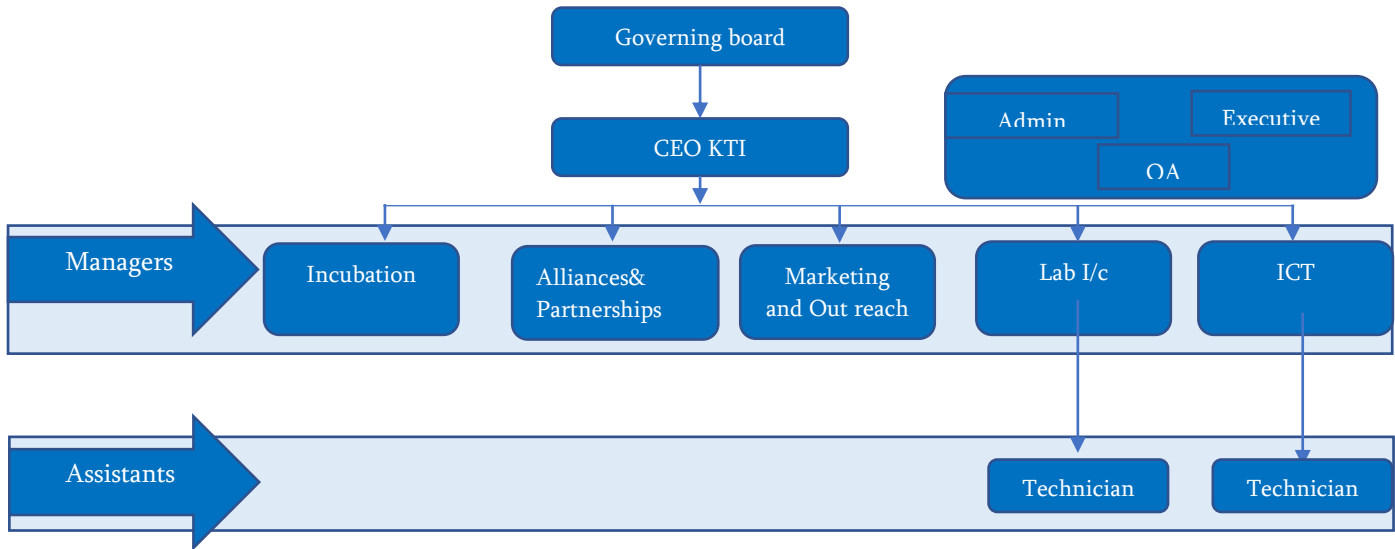 Governing board
Admin
Executive
CEO KTI
OA
Managers
Incubation
Alliances&
Partnerships
Marketing
and Out reach
Lab I/c
ICT
Assistants
Technician
Technician